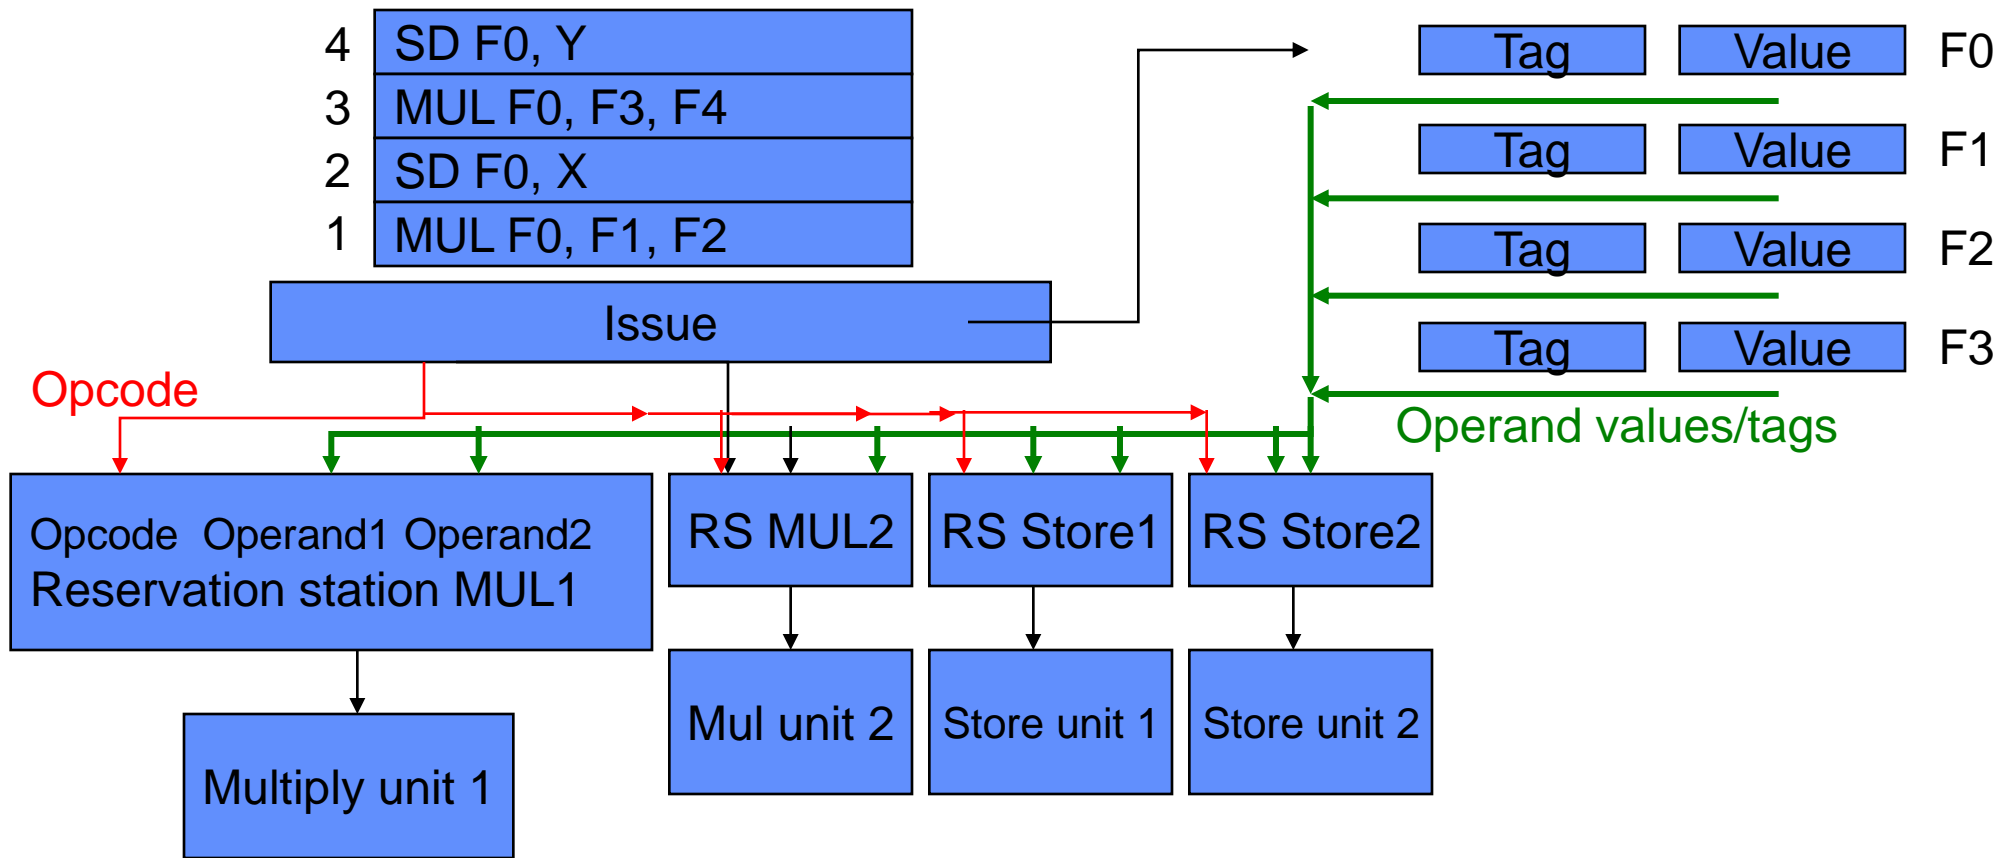 4 SD F0, Y
3 MUL F0, F3, F4
2 SD F0, X
1 MUL F0, F1, F2
Issue
Tag Value F0
Tag Value F1
Tag Value F2
Tag Value F3
Opcode
Operand values/tags
Opcode Operand1 Operand2
Reservation station MUL1
RS MUL2
RS Store1
RS Store2
Multiply unit 1
Mul unit 2
Store unit 1
Store unit 2